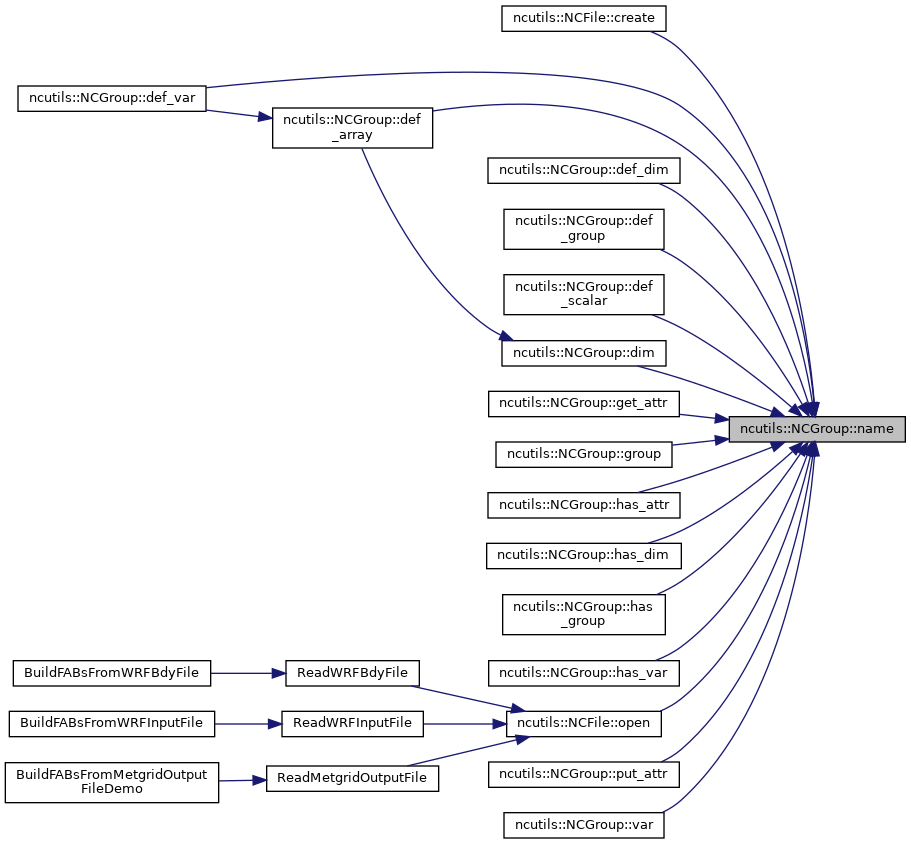 ncutils::NCFile::create
ncutils::NCGroup::def_var
ncutils::NCGroup::def
_array
ncutils::NCGroup::def_dim
ncutils::NCGroup::def
_group
ncutils::NCGroup::def
_scalar
ncutils::NCGroup::dim
ncutils::NCGroup::get_attr
ncutils::NCGroup::name
ncutils::NCGroup::group
ncutils::NCGroup::has_attr
ncutils::NCGroup::has_dim
ncutils::NCGroup::has
_group
BuildFABsFromWRFBdyFile
ReadWRFBdyFile
ncutils::NCGroup::has_var
BuildFABsFromWRFInputFile
ReadWRFInputFile
ncutils::NCFile::open
BuildFABsFromMetgridOutput
FileDemo
ReadMetgridOutputFile
ncutils::NCGroup::put_attr
ncutils::NCGroup::var